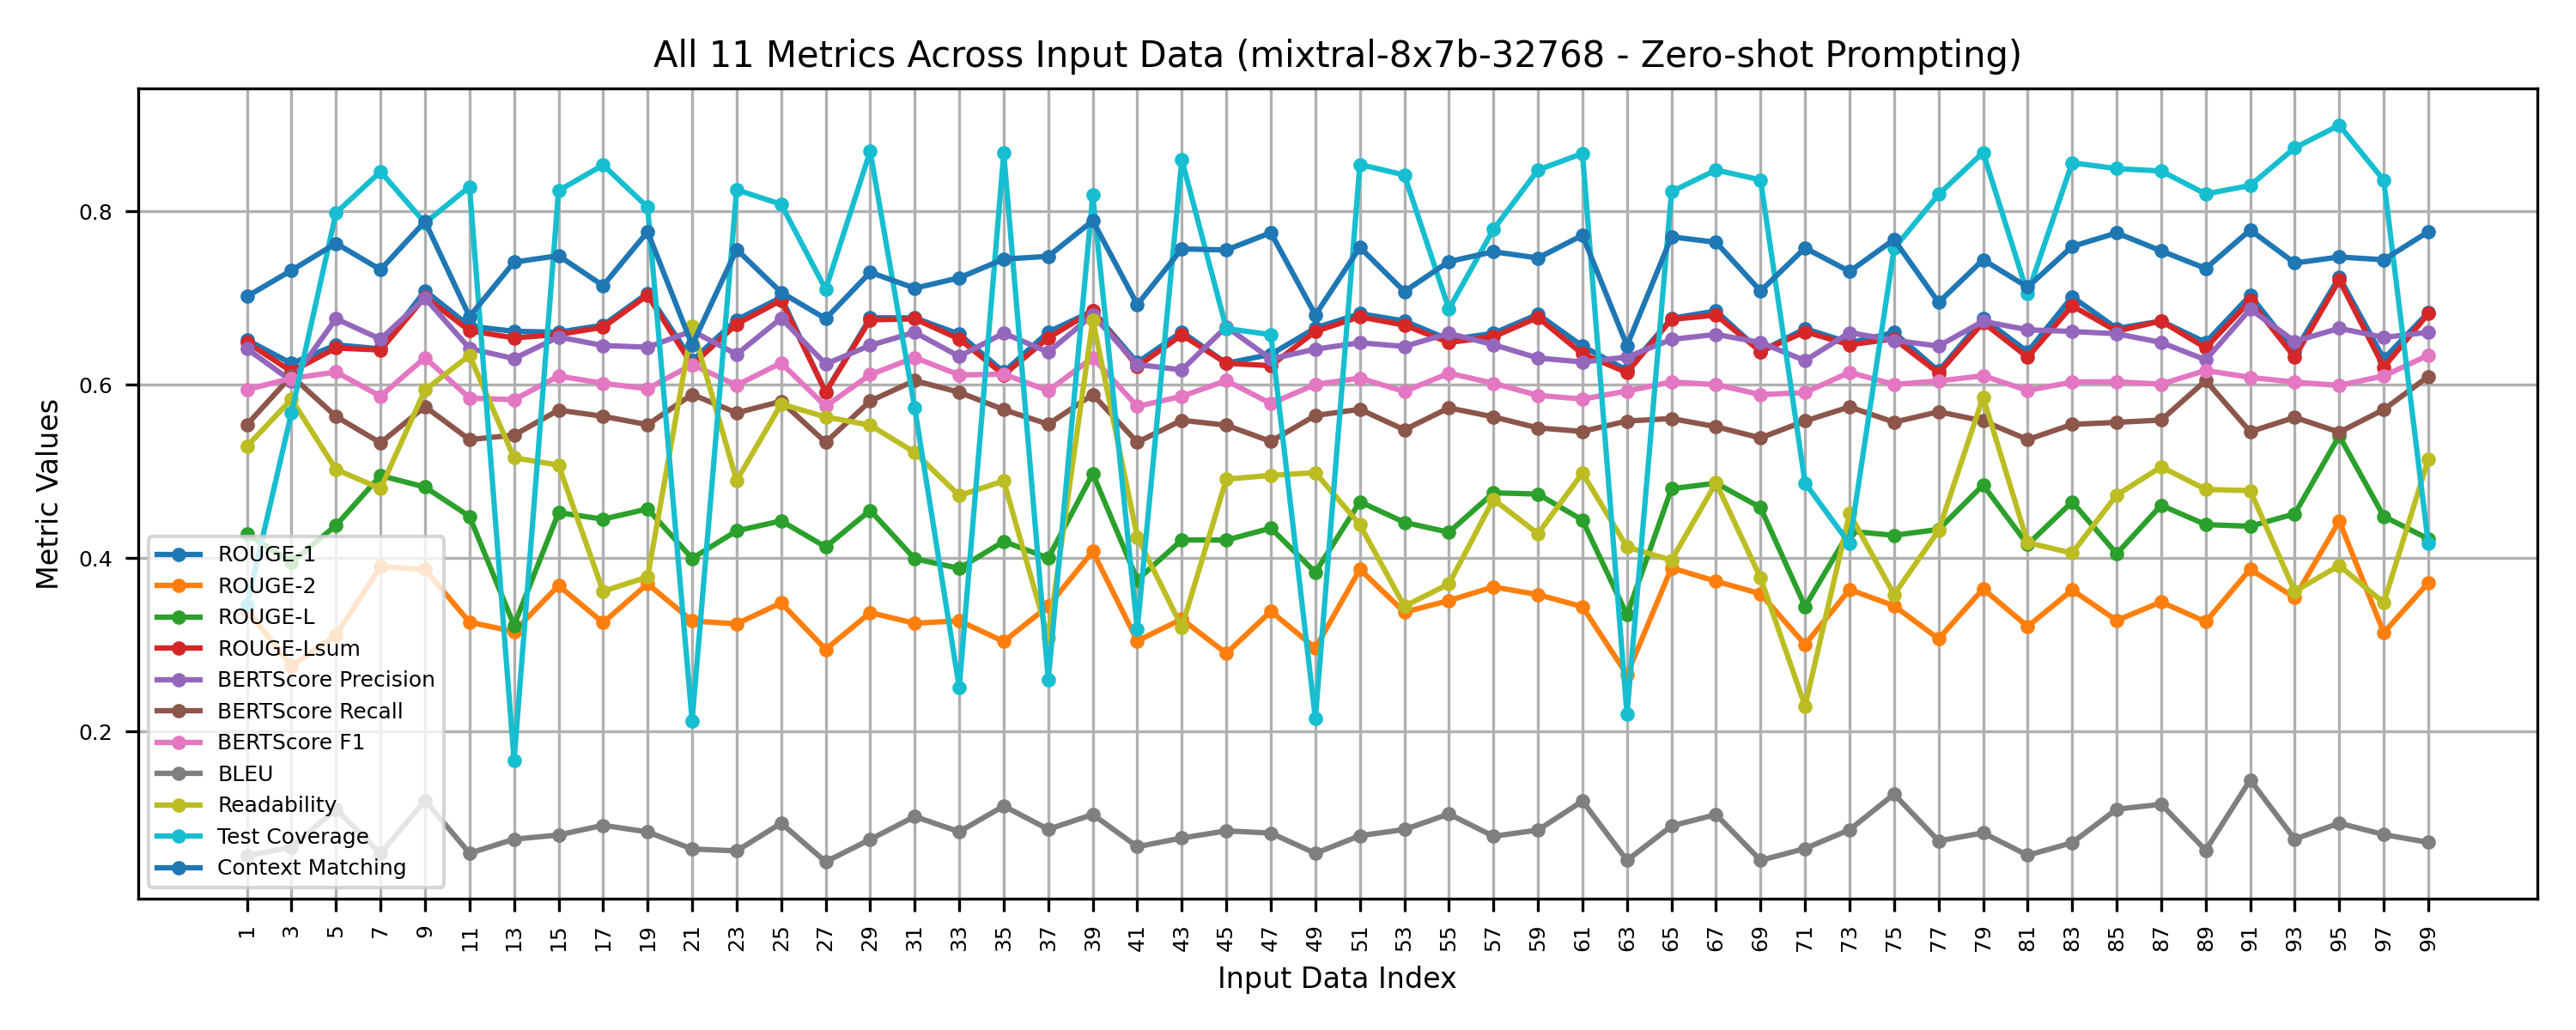 All 11 Metrics Across Input Data (mixtral-8x7b-32768 - Zero-shot Prompting)
Metric Values
0.8
0.6
0.4
0.2
ROUGE-1
ROUGE-2
ROUGE-L
ROUGE-Lsum
BERTScore Precision
BERTScore Recall
BERTScore F1
BLEU
Readability
Test Coverage
Context Matching
1 3 5 7 9 11 13 15 17 19 21 23 25 27 29 31 33 35 37 39 41 43 45 47 49 51 53 55 57 59 61 63 65 67 69 71 73 75 77 79 81 83 85 87 89 91 93 95 97 99
Input Data Index